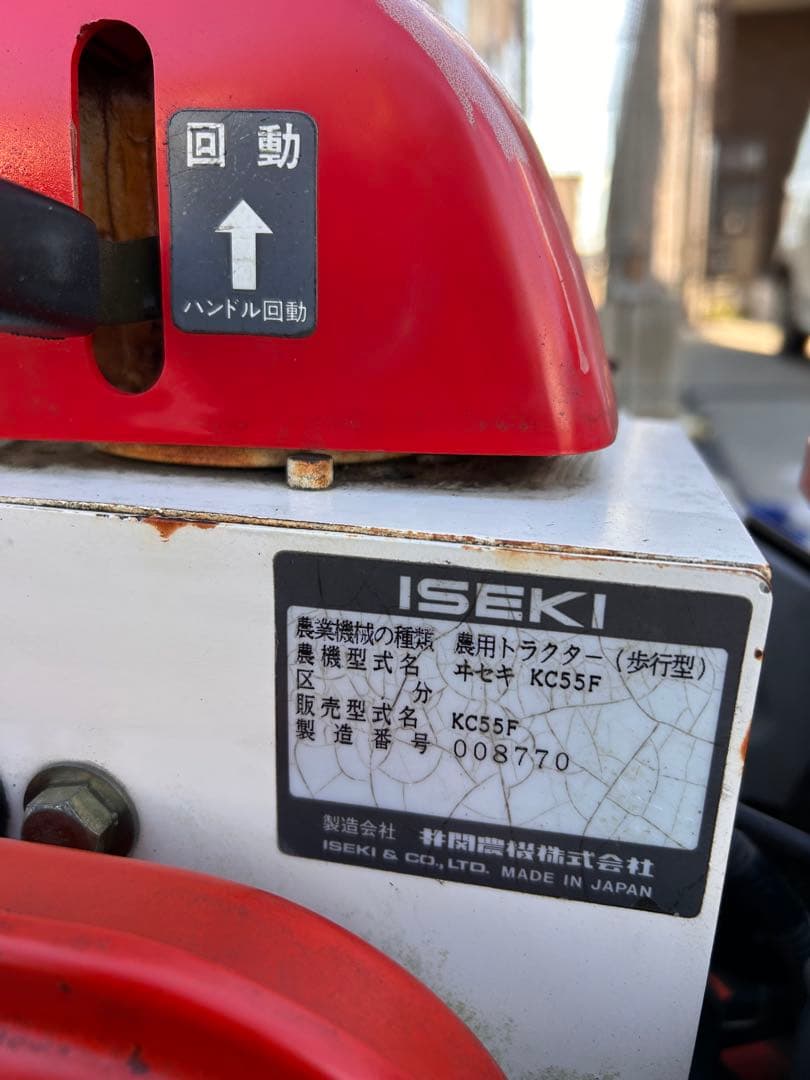 回動
ハンドル回動
ISEKI
農業機械の種類 農用トラクター(歩行型)
農機型式名 ヰセキ KC55F
区分
販売型式名 KC55F
製造番号 008770
製造会社 井関農機株式会社
ISEKI & CO., LTD. MADE IN JAPAN